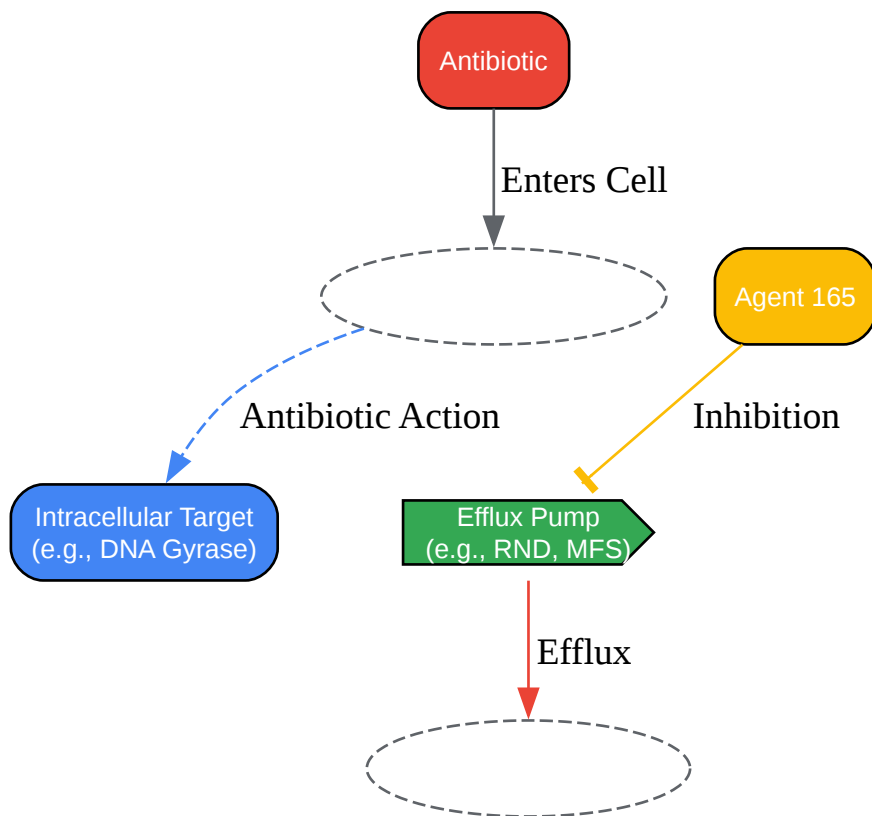 Antibiotic
Enters Cell
Agent 165
Antibiotic Action
Inhibition
Intracellular Target
(e.g., DNA Gyrase)
Efflux Pump
(e.g., RND, MFS)
Efflux